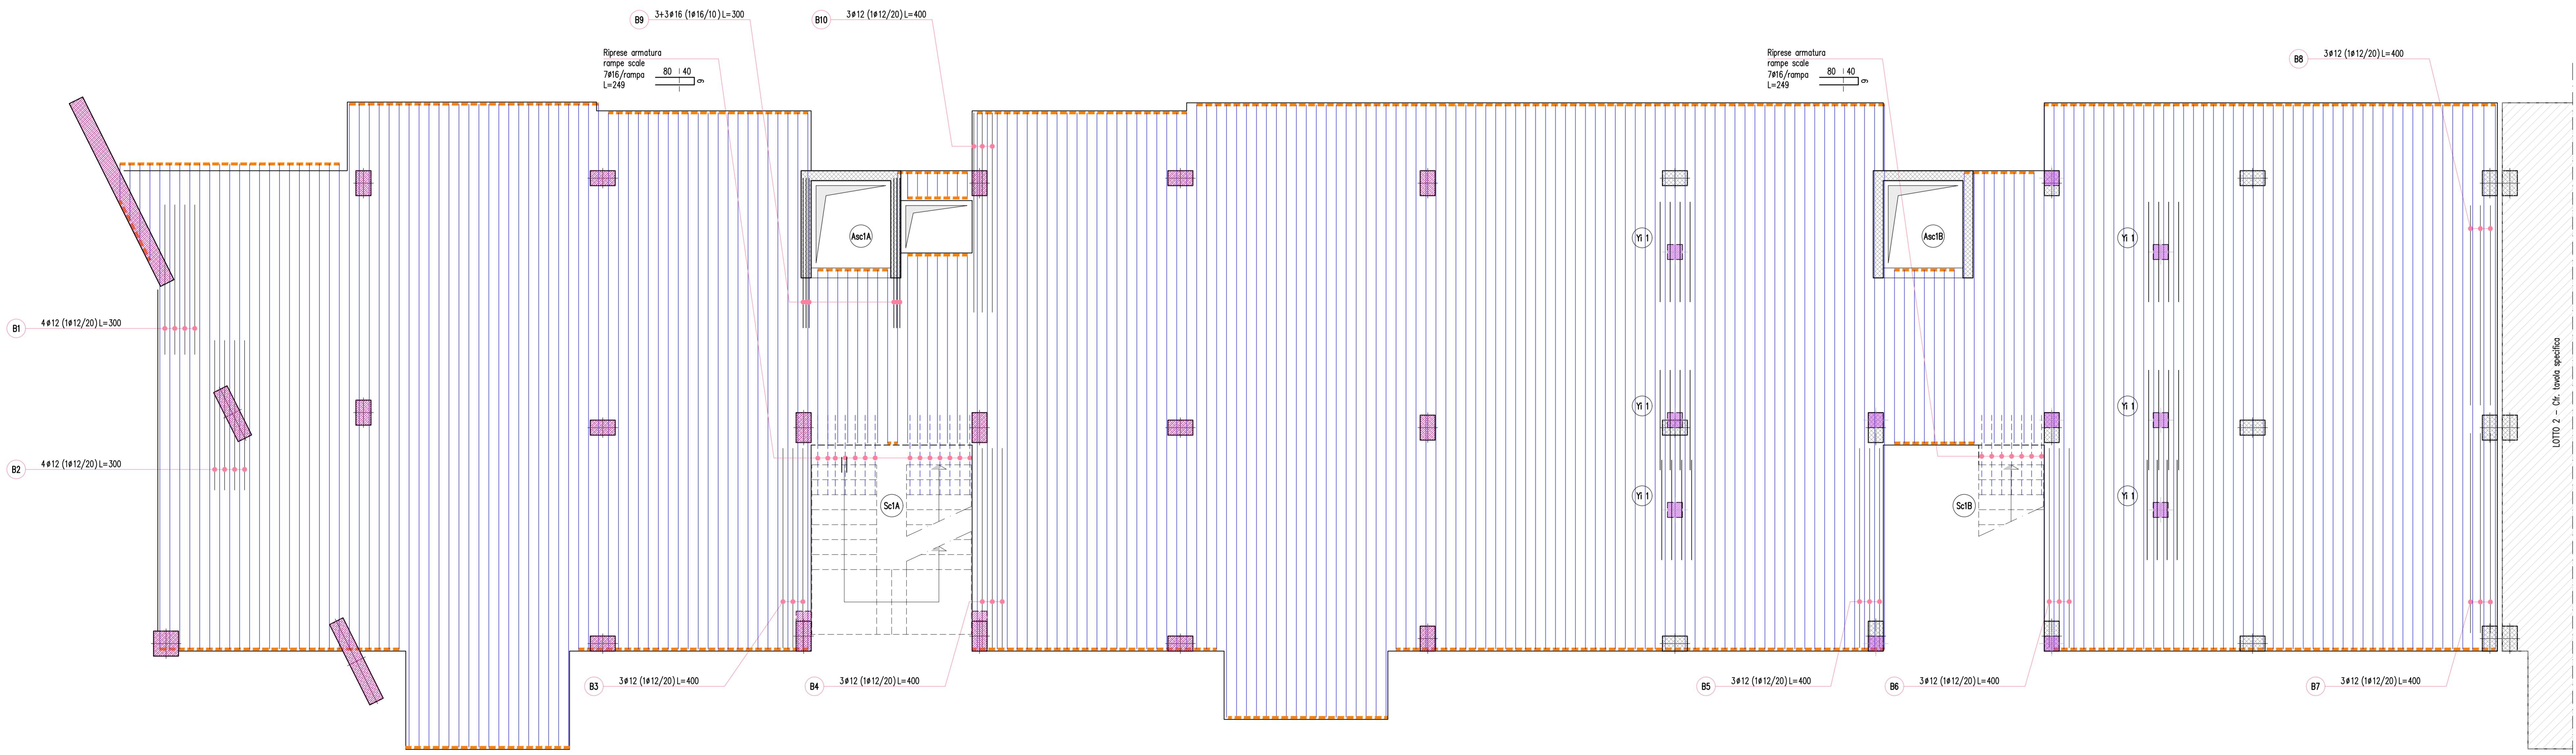 B9
3+3ø16 (1ø16/10) L=300
B10
3ø12 (1ø12/20) L=400
Riprese armatura
rampe scale
7ø16/rampa
L=249
80
40
9
Riprese armatura
rampe scale
7ø16/rampa
L=249
80
40
9
B8
3ø12 (1ø12/20) L=400
Asc1A
Asc1B
Yi 1
Yi 1
B1
4ø12 (1ø12/20) L=300
LOTTO 2 - Cfr. tavola specifica
Yi 1
Yi 1
B2
4ø12 (1ø12/20) L=300
Yi 1
Yi 1
Sc1A
Sc1B
B3
3ø12 (1ø12/20) L=400
B4
3ø12 (1ø12/20) L=400
B5
3ø12 (1ø12/20) L=400
B6
3ø12 (1ø12/20) L=400
B7
3ø12 (1ø12/20) L=400